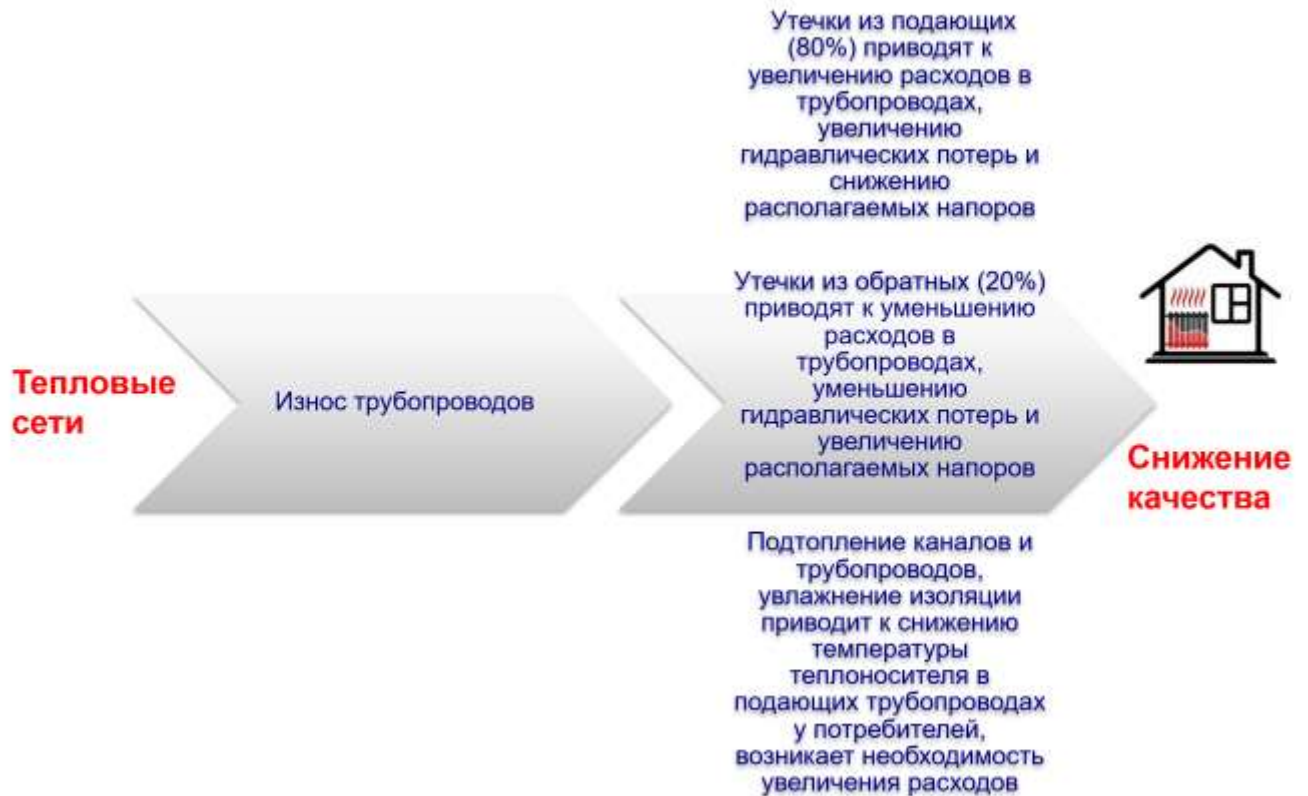 Тепловые
сети
Износ трубопроводов
Утечки из подающих
(80%) приводят к
увеличению расходов в
трубопроводах,
увеличению
гидравлических потерь и
снижению
располагаемых напоров
Утечки из обратных (20%)
приводят к уменьшению
расходов в
трубопроводах,
уменьшению
гидравлических потерь и
увеличению
располагаемых напоров
Подтопление каналов и
трубопроводов,
увлажнение изоляции
приводит к снижению
температуры
теплоносителя в
подающих трубопроводах
у потребителей,
возникает необходимость
увеличения расходов
Снижение
качества